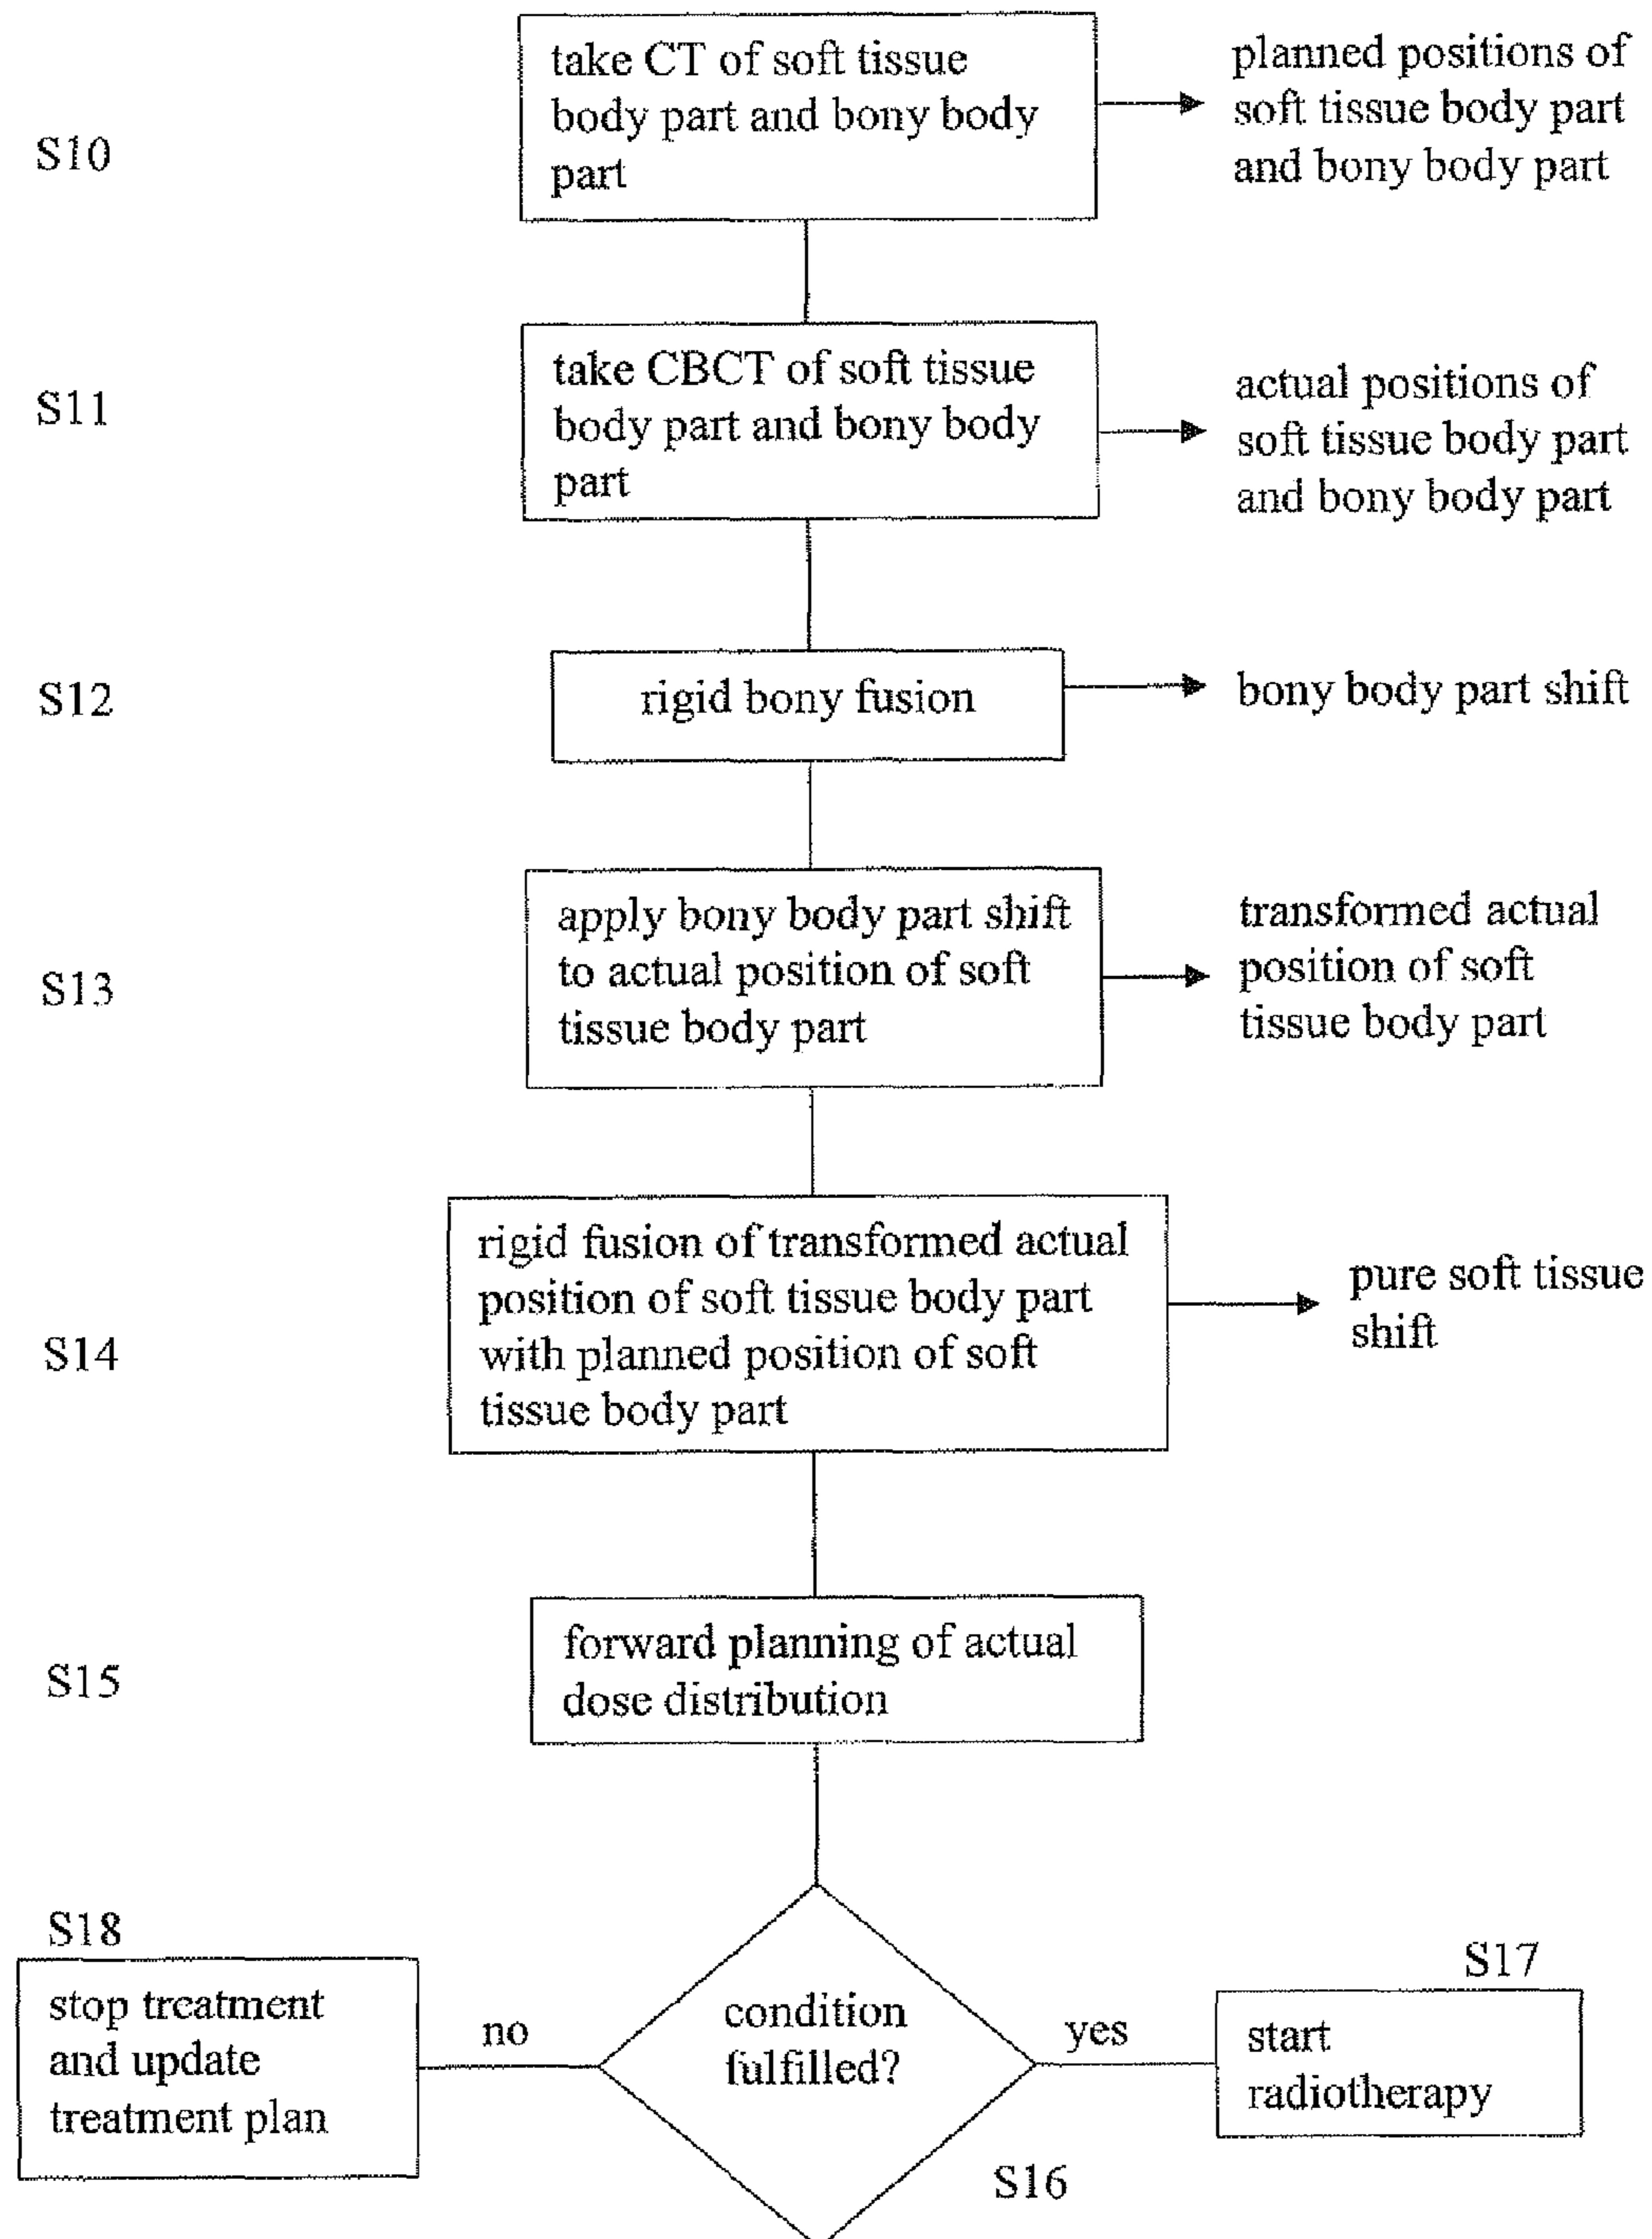 S10
take CT of soft tissue
body part and bony body
part
planned positions of
soft tissue body part
and bony body part
S11
take CBCT of soft tissue
body part and bony body
part
actual positions of
soft tissue body part
and bony body part
S12
rigid bony fusion
bony body part shift
S13
apply bony body part shift
to actual position of soft
tissue body part
transformed actual
position of soft
tissue body part
S14
rigid fusion of transformed actual
position of soft tissue body part
with planned position of soft
tissue body part
pure soft tissue
shift
S15
forward planning of actual
dose distribution
S18
stop treatment
and update
treatment plan
no
condition
fulfilled?
yes
S17
start
radiotherapy
S16